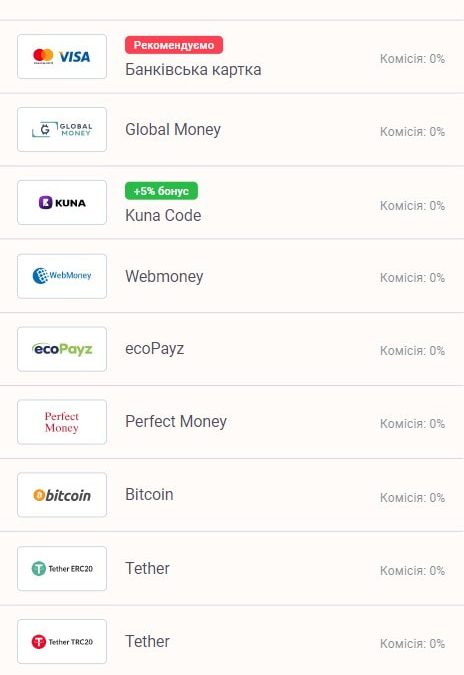 VISA
Рекомендуємо
Банківська картка
Комісія: 0%
GLOBAL
MONEY
Global Money
Комісія: 0%
KUNA
+5% бонус
Kuna Code
Комісія: 0%
WebMoney
Webmoney
Комісія: 0%
ecoPayz
ecoPayz
Комісія: 0%
Perfect
Money
Perfect Money
Комісія: 0%
bitcoin
Bitcoin
Комісія: 0%
Tether ERC20
Tether
Комісія: 0%
Tether TRC20
Tether
Комісія: 0%